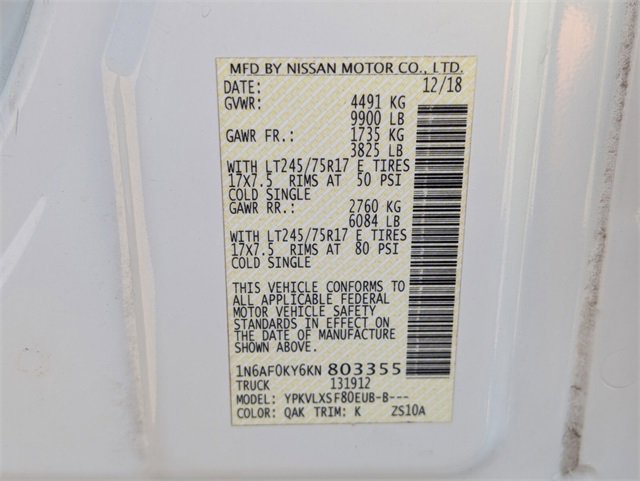 MFD BY NISSAN MOTOR CO., LTD.
DATE: 12/18
GVWR: 4491 KG
9900 LB
GAWR FR.: 1735 KG
3825 LB
WITH LT245/75R17 E TIRES
17X7.5 RIMS AT 50 PSI
COLD SINGLE
GAWR RR.: 2760 KG
6084 LB
WITH LT245/75R17 E TIRES
17X7.5 RIMS AT 80 PSI
COLD SINGLE
THIS VEHICLE CONFORMS TO
ALL APPLICABLE FEDERAL
MOTOR VEHICLE SAFETY
STANDARDS IN EFFECT ON
THE DATE OF MANUFACTURE
SHOWN ABOVE.
1N6AF0KY6KN 803355
TRUCK 131912
MODEL: YPKVLXSF80EUB-B---
COLOR: QAK TRIM: K ZS10A